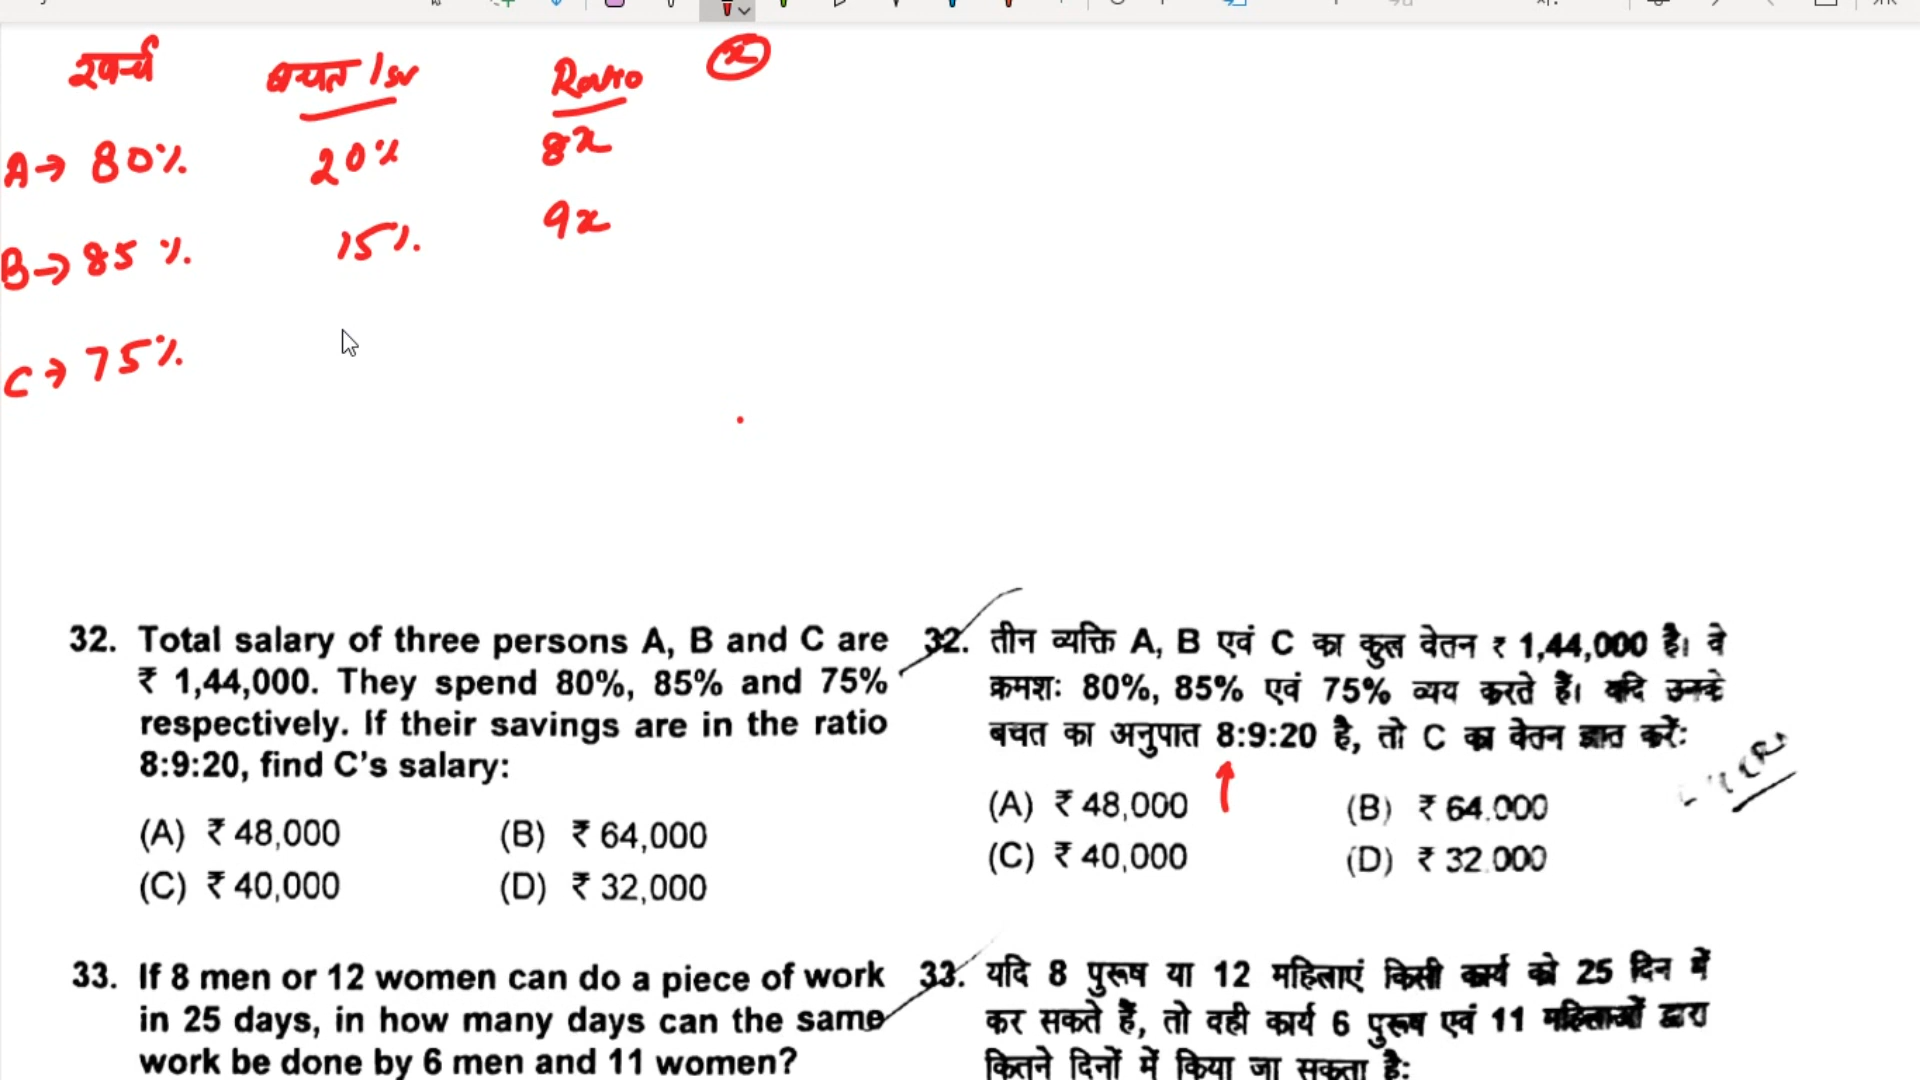 खर्च बचत / sv Ratio x
A→ 80% 20% 8x
B→ 85 % 15% 9x
C→ 75%
32. Total salary of three persons A, B and C are
₹ 1,44,000. They spend 80%, 85% and 75%
respectively. If their savings are in the ratio
8:9:20, find C's salary:
(A) ₹ 48,000 (B) ₹ 64,000
(C) ₹ 40,000 (D) ₹ 32,000
33. If 8 men or 12 women can do a piece of work
in 25 days, in how many days can the same
work be done by 6 men and 11 women?
32. तीन व्यक्ति A, B एवं C का कुल वेतन ₹ 1,44,000 है। वे
क्रमशः 80%, 85% एवं 75% व्यय करते हैं। यदि उनके
बचत का अनुपात 8:9:20 है, तो C का वेतन ज्ञात करें:
(A) ₹ 48,000 (B) ₹ 64.000
(C) ₹ 40,000 (D) ₹ 32.000
33. यदि 8 पुरूष या 12 महिलाएं किसी कार्य को 25 दिन में
कर सकते हैं, तो वही कार्य 6 पुरूष एवं 11 महिलाओं द्वारा
कितने दिनों में किया जा सकता है: